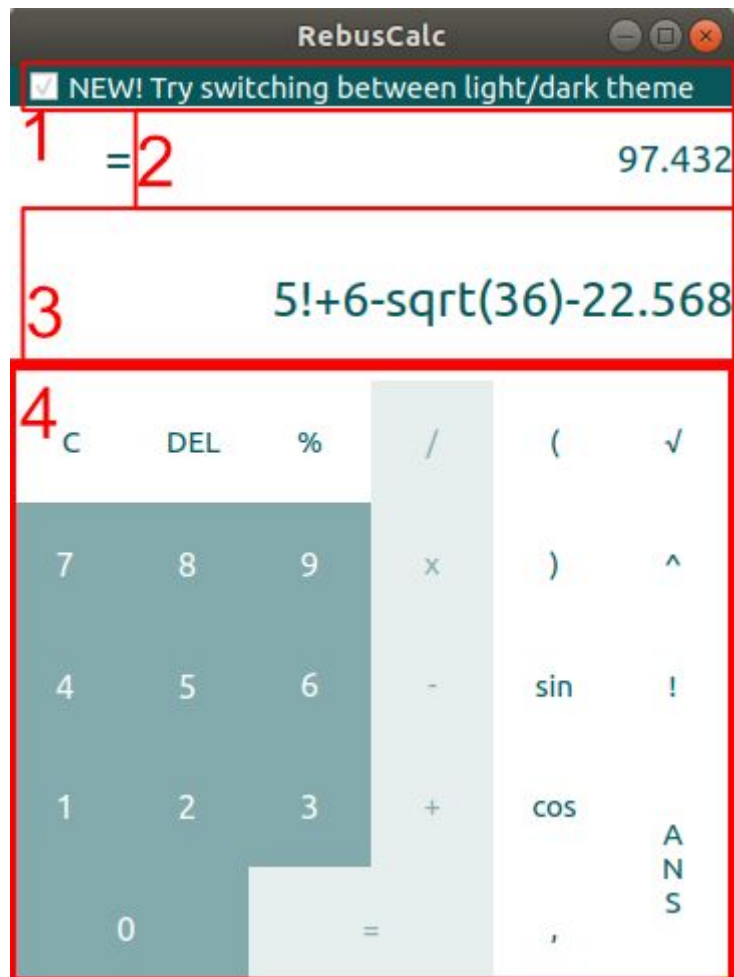 RebusCalc
NEW! Try switching between light/dark theme
1 = 2 97.432
3 5!+6-sqrt(36)-22.568
4
C DEL % / ( √
7 8 9 x ) ^
4 5 6 - sin !
1 2 3 + cos
A
N
S
0 = ,